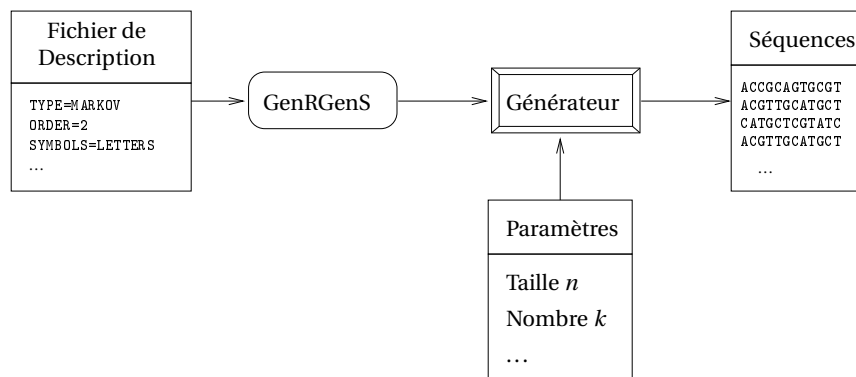 Fichier de
Description
TYPE=MARKOV
ORDER=2
SYMBOLS=LETTERS
...
GenRGenS
Générateur
Séquences
ACCGCAGTGCGT
ACGTTGCATGCT
CATGCTCGTATC
ACGTTGCATGCT
...
Paramètres
Taille n
Nombre k
...